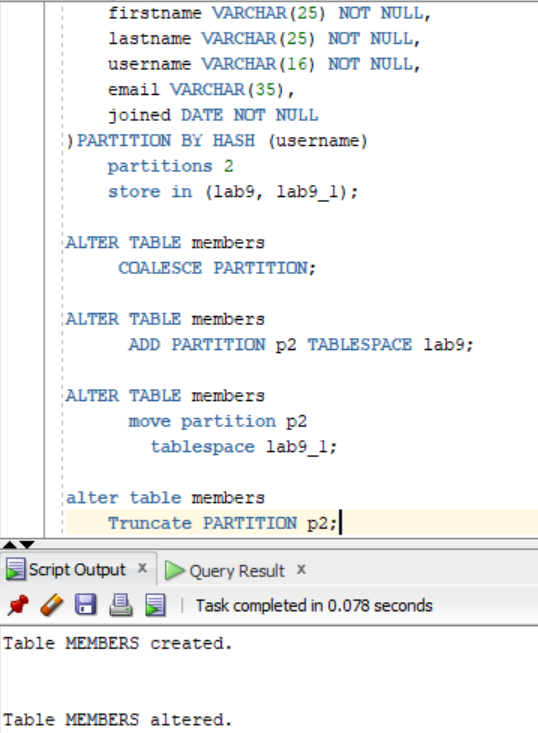 firstname VARCHAR(25) NOT NULL,
lastname VARCHAR(25) NOT NULL,
username VARCHAR(16) NOT NULL,
email VARCHAR(35),
joined DATE NOT NULL
)PARTITION BY HASH (username)
partitions 2
store in (lab9, lab9_1);
ALTER TABLE members
COALESCE PARTITION;
ALTER TABLE members
ADD PARTITION p2 TABLESPACE lab9;
ALTER TABLE members
move partition p2
tablespace lab9_1;
alter table members
Truncate PARTITION p2;
Script Output x Query Result x
Task completed in 0.078 seconds
Table MEMBERS created.
Table MEMBERS altered.